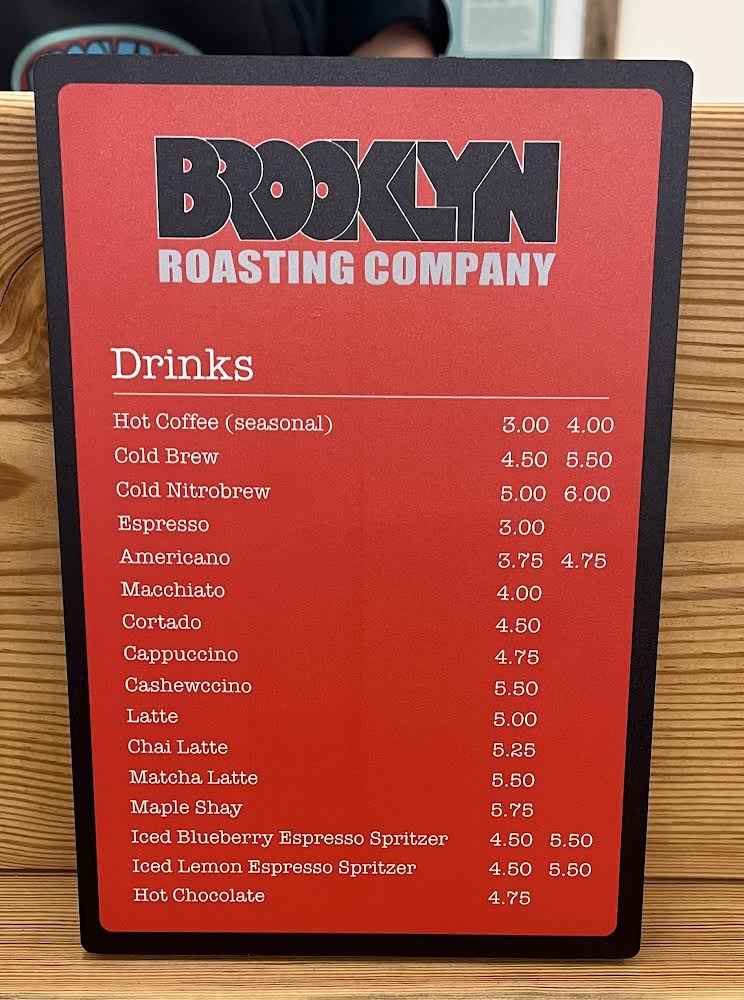 BROOKLYN
ROASTING COMPANY
Drinks
Hot Coffee (seasonal) 3.00 4.00
Cold Brew 4.50 5.50
Cold Nitrobrew 5.00 6.00
Espresso 3.00
Americano 3.75 4.75
Macchiato 4.00
Cortado 4.50
Cappuccino 4.75
Cashewccino 5.50
Latte 5.00
Chai Latte 5.25
Matcha Latte 5.50
Maple Shay 5.75
Iced Blueberry Espresso Spritzer 4.50 5.50
Iced Lemon Espresso Spritzer 4.50 5.50
Hot Chocolate 4.75